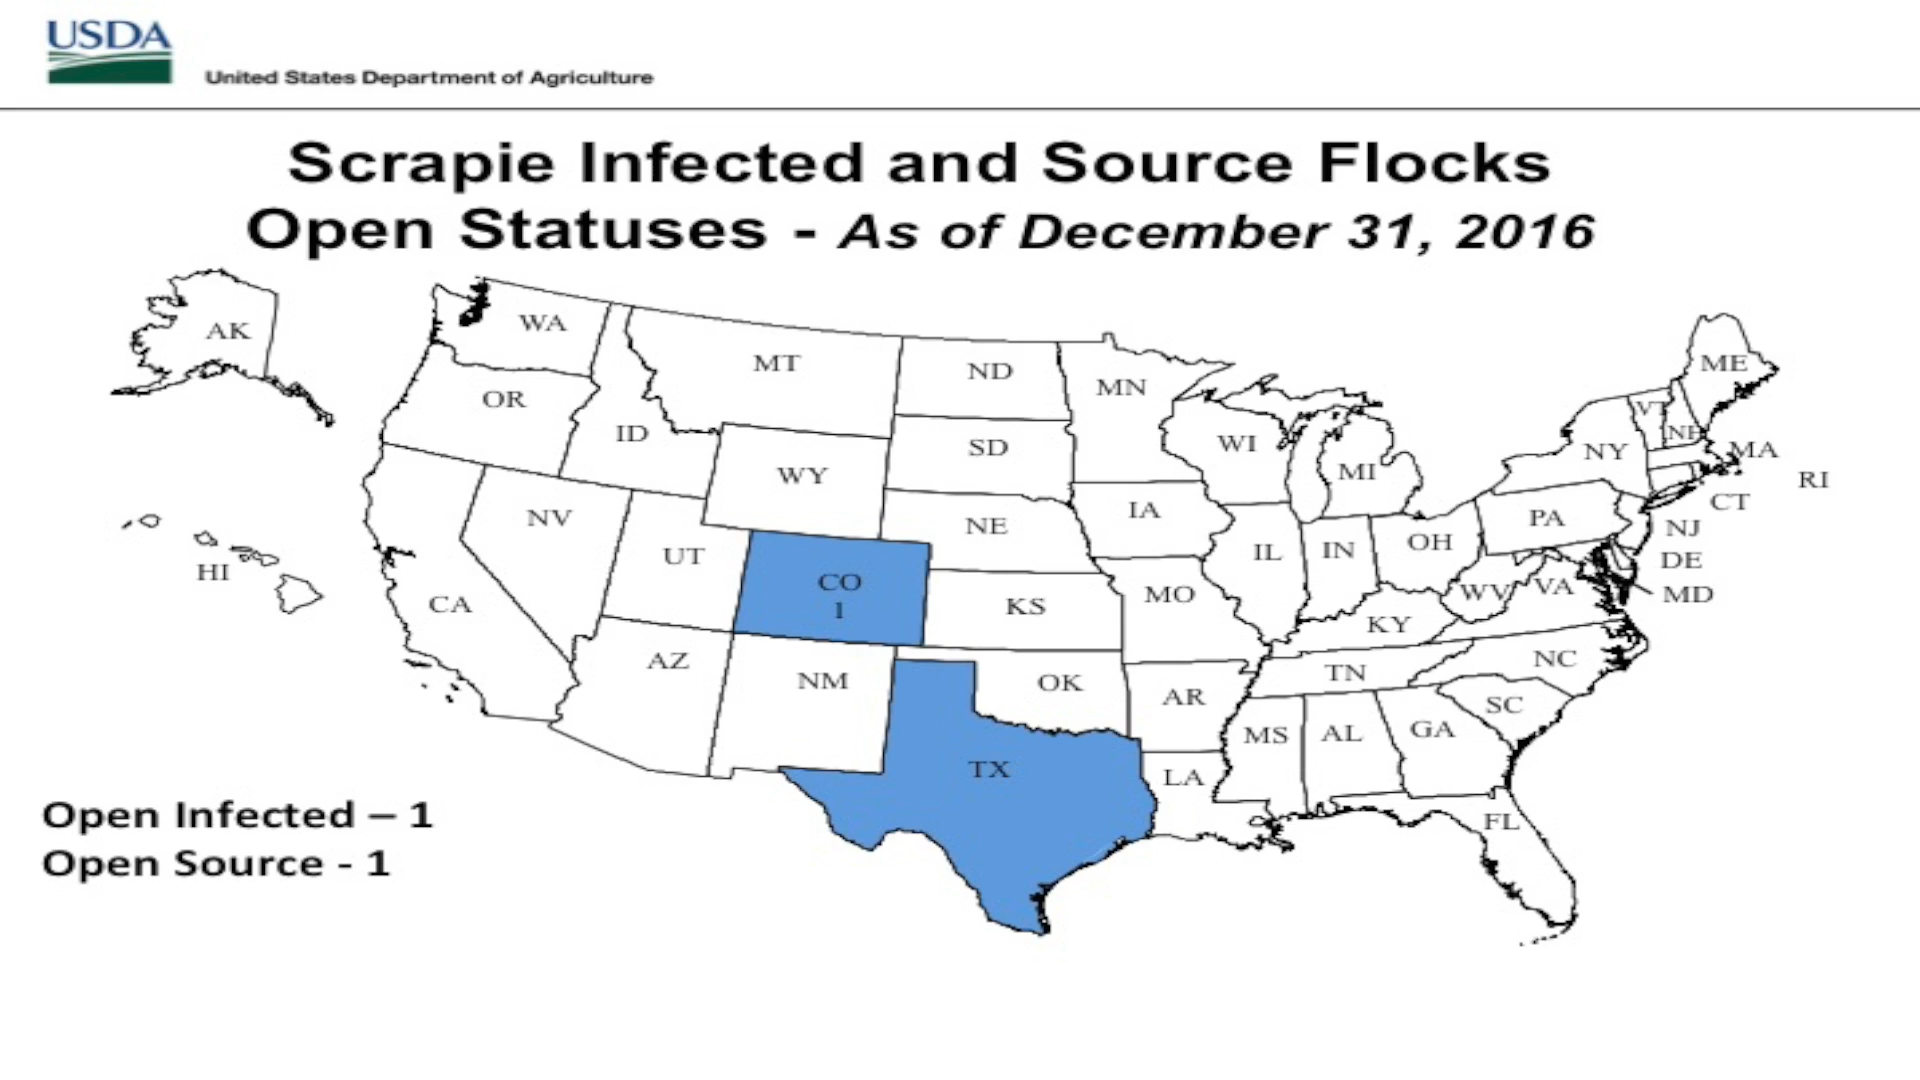 USDA
United States Department of Agriculture
Scrapie Infected and Source Flocks
Open Statuses - As of December 31, 2016
AK
WA
MT
ND
MN
ME
OR
ID
SD
WI
MI
VT
NH
NY
MA
RI
WY
NV
NE
IA
PA
CT
NJ
HI
UT
CO
1
IL
IN
OH
DE
CA
KS
MO
WV
VA
MD
KY
AZ
NM
OK
AR
TN
NC
SC
TX
LA
MS
AL
GA
FL
Open Infected – 1
Open Source - 1